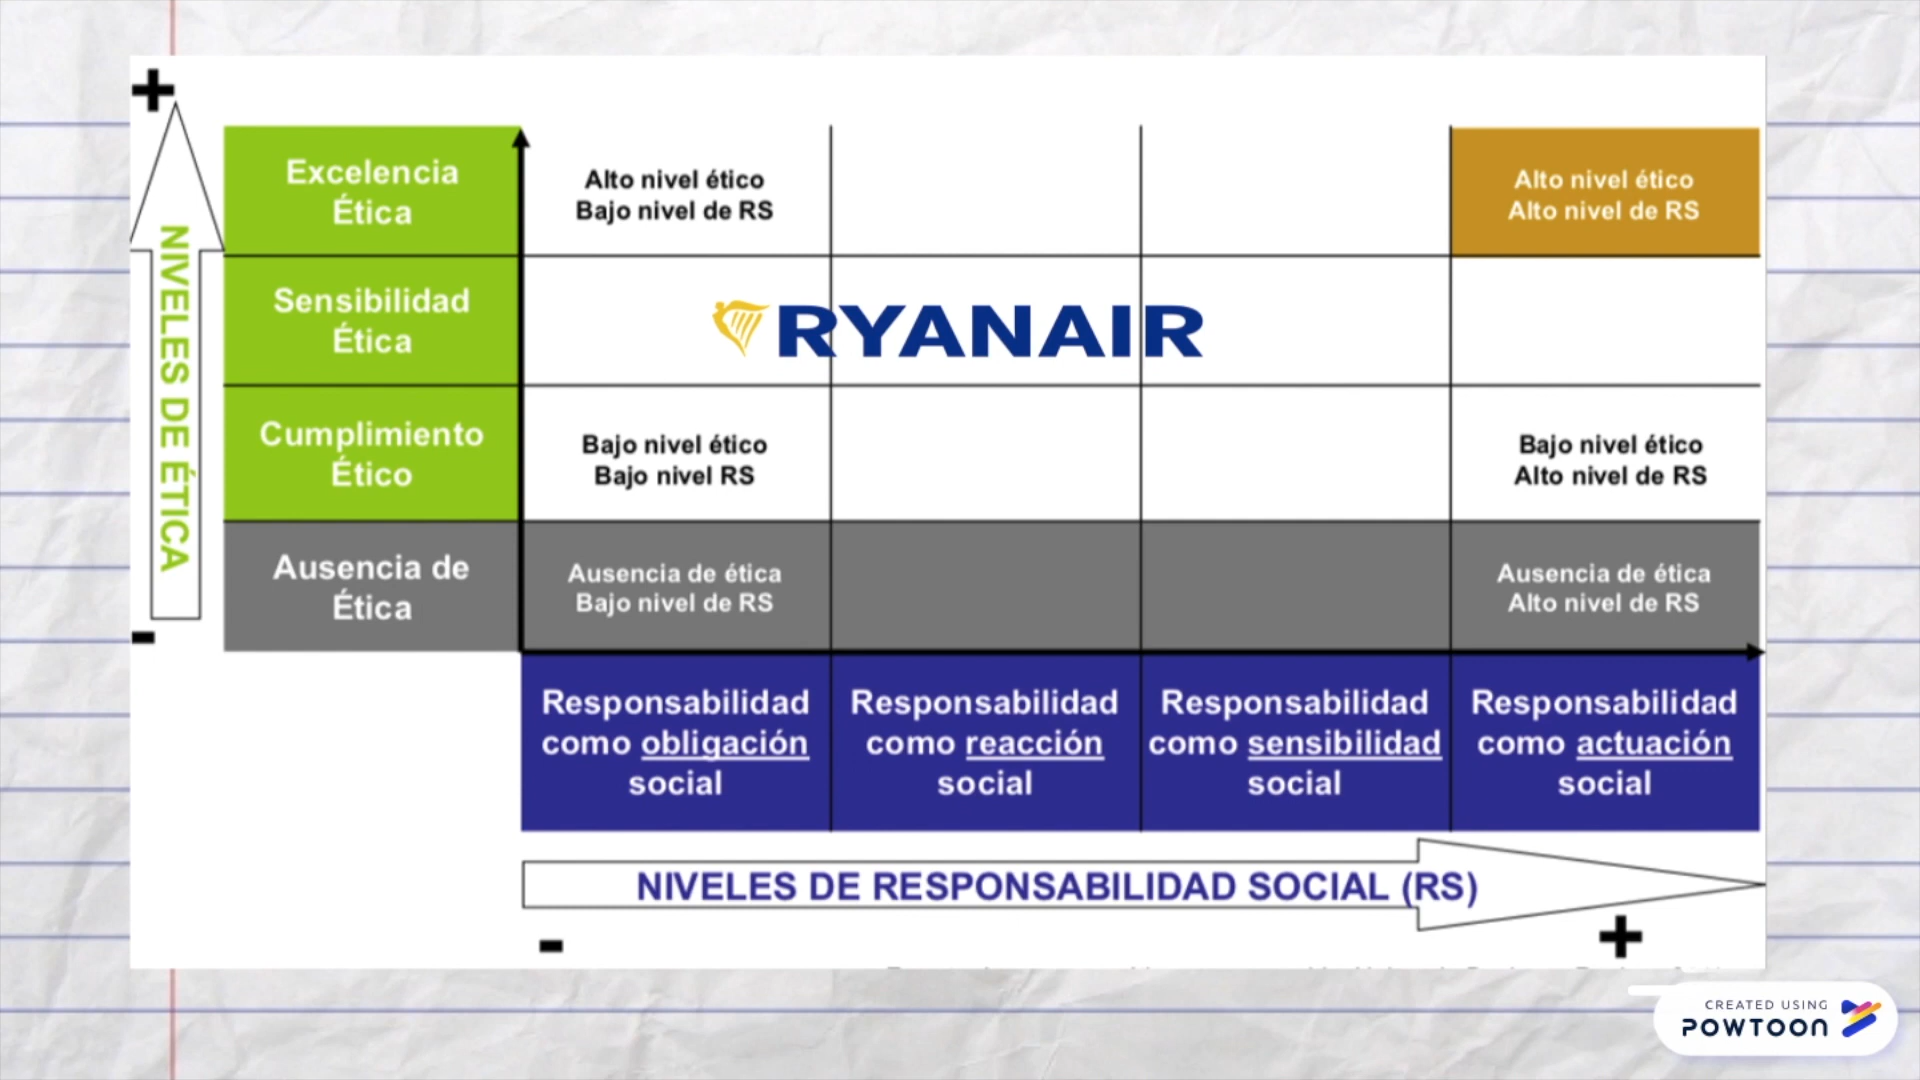 +
Excelencia
Ética
Alto nivel ético
Bajo nivel de RS
Alto nivel ético
Alto nivel de RS
NIVELES DE ÉTICA
Sensibilidad
Ética
RYANAIR
Cumplimiento
Ético
Bajo nivel ético
Bajo nivel RS
Bajo nivel ético
Alto nivel de RS
Ausencia de
Ética
Ausencia de ética
Bajo nivel de RS
Ausencia de ética
Alto nivel de RS
-
Responsabilidad
como obligación
social
Responsabilidad
como reacción
social
Responsabilidad
como sensibilidad
social
Responsabilidad
como actuación
social
NIVELES DE RESPONSABILIDAD SOCIAL (RS)
-
+
CREATED USING
POWTOON